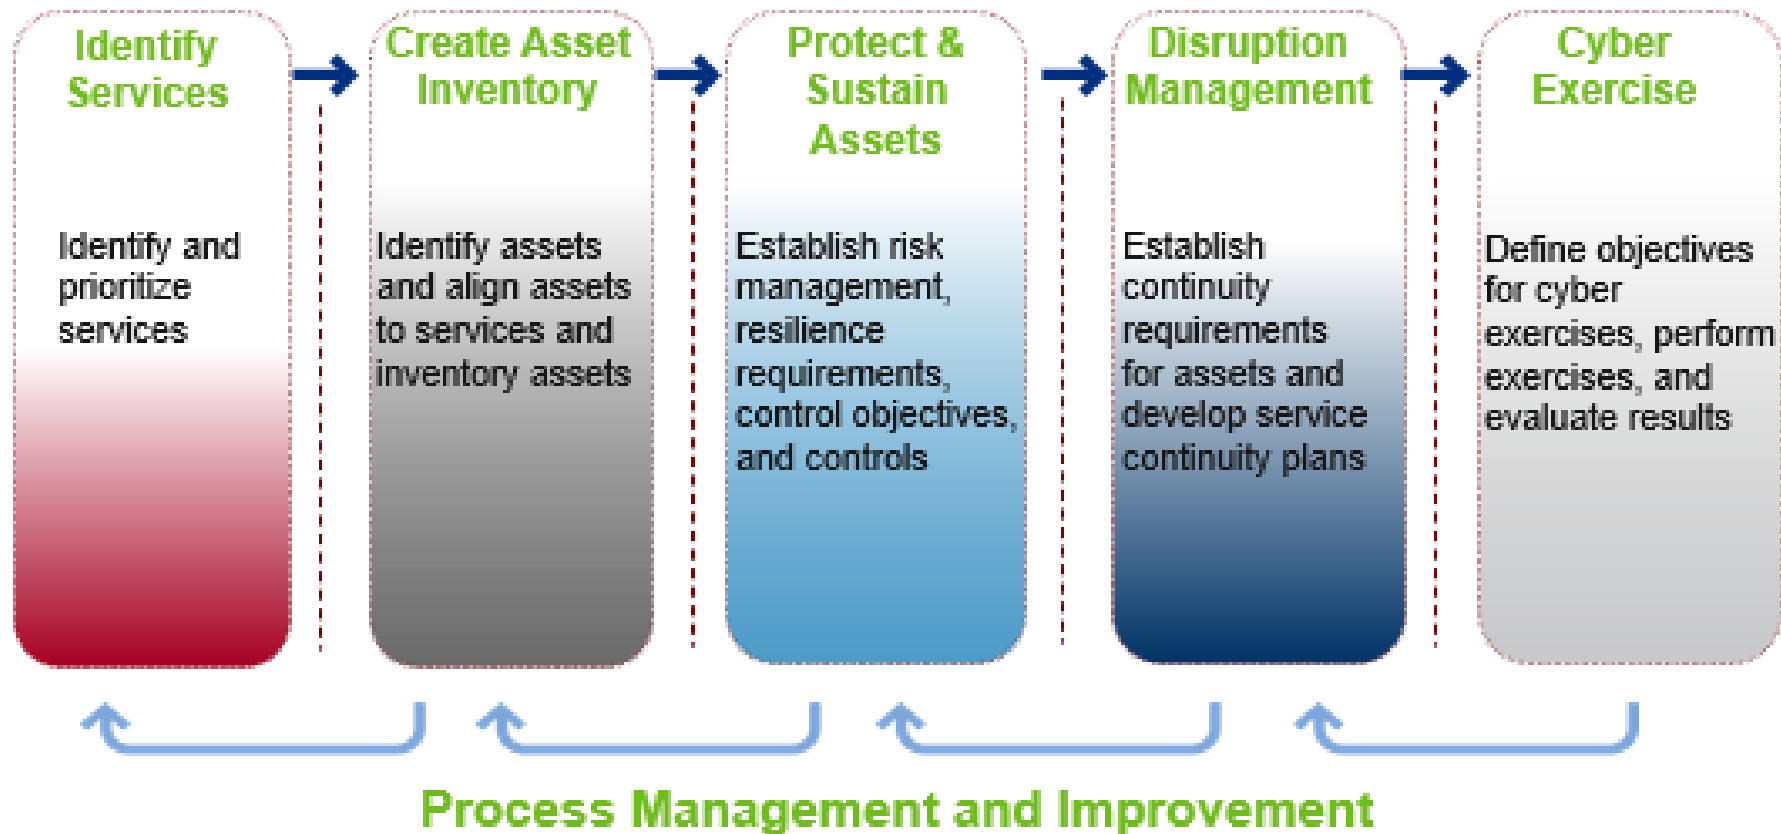 Identify
Services
Identify and
prioritize
services
Create Asset
Inventory
Identify assets
and align assets
to services and
inventory assets
Protect &
Sustain
Assets
Establish risk
management,
resilience
requirements,
control objectives,
and controls
Disruption
Management
Establish
continuity
requirements
for assets and
develop service
continuity plans
Cyber
Exercise
Define objectives
for cyber
exercises, perform
exercises, and
evaluate results
Process Management and Improvement